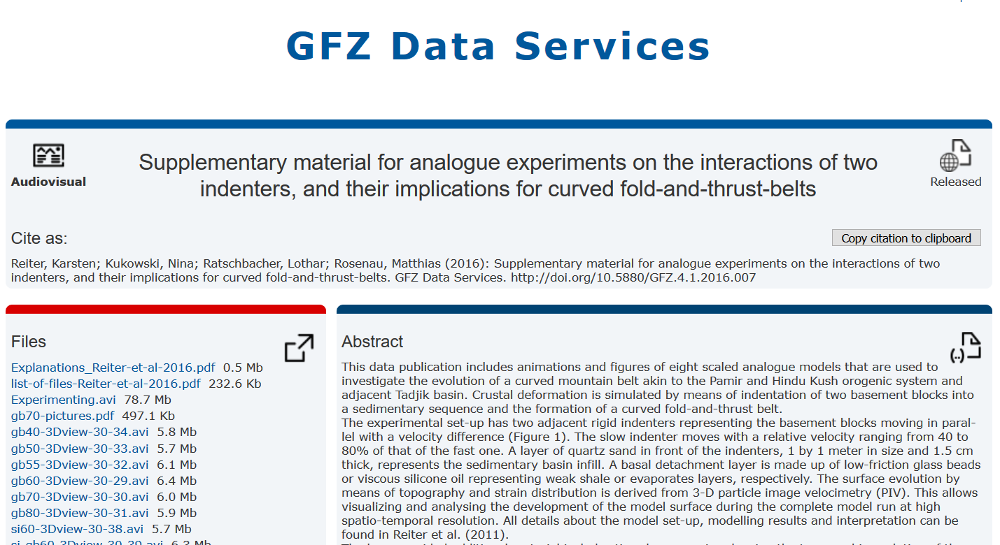 GFZ Data Services
Audiovisual
Supplementary material for analogue experiments on the interactions of two
indenters, and their implications for curved fold-and-thrust-belts
Released
Cite as:
Copy citation to clipboard
Reiter, Karsten; Kukowski, Nina; Ratschbacher, Lothar; Rosenau, Matthias (2016): Supplementary material for analogue experiments on the interactions of two
indenters, and their implications for curved fold-and-thrust-belts. GFZ Data Services. http://doi.org/10.5880/GFZ.4.1.2016.007
Files
Explanations_Reiter-et-al-2016.pdf 0.5 Mb
list-of-files-Reiter-et-al-2016.pdf 232.6 Kb
Experimenting.avi 78.7 Mb
gb70-pictures.pdf 497.1 Kb
gb40-3Dview-30-34.avi 5.8 Mb
gb50-3Dview-30-33.avi 5.7 Mb
gb55-3Dview-30-32.avi 6.1 Mb
gb60-3Dview-30-29.avi 6.4 Mb
gb70-3Dview-30-30.avi 6.0 Mb
gb80-3Dview-30-31.avi 5.9 Mb
si60-3Dview-30-38.avi 5.7 Mb
Abstract
This data publication includes animations and figures of eight scaled analogue models that are used to
investigate the evolution of a curved mountain belt akin to the Pamir and Hindu Kush orogenic system and
adjacent Tadjik basin. Crustal deformation is simulated by means of indentation of two basement blocks into
a sedimentary sequence and the formation of a curved fold-and-thrust belt.
The experimental set-up has two adjacent rigid indenters representing the basement blocks moving in paral-
lel with a velocity difference (Figure 1). The slow indenter moves with a relative velocity ranging from 40 to
80% of that of the fast one. A layer of quartz sand in front of the indenters, 1 by 1 meter in size and 1.5 cm
thick, represents the sedimentary basin infill. A basal detachment layer is made up of low-friction glass beads
or viscous silicone oil representing weak shale or evaporates layers, respectively. The surface evolution by
means of topography and strain distribution is derived from 3-D particle image velocimetry (PIV). This allows
visualizing and analysing the development of the model surface during the complete model run at high
spatio-temporal resolution. All details about the model set-up, modelling results and interpretation can be
found in Reiter et al. (2011).